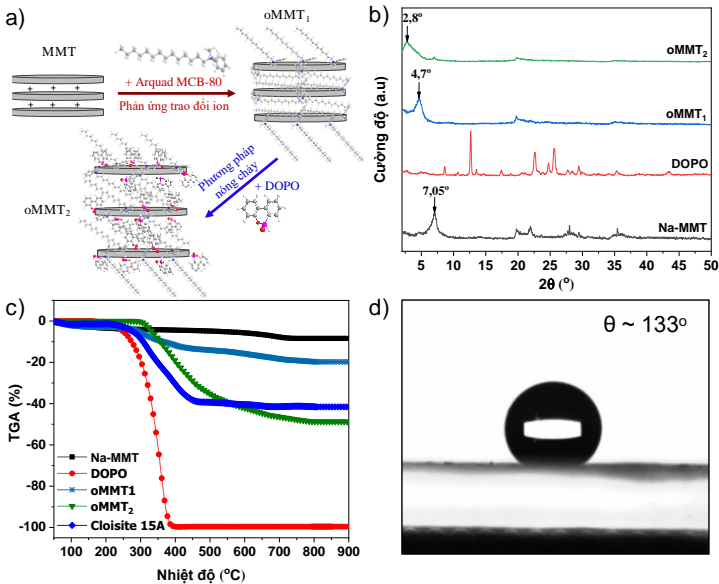 a)
MMT
+ Arquad MCB-80
Phản ứng trao đổi ion
oMMT₁
Phương pháp
nóng chảy
+ DOPO
oMMT₂
b)
Cường độ (a.u)
2,8°
oMMT₂
4,7°
oMMT₁
DOPO
7,05°
Na-MMT
5 10 15 20 25 30 35 40 45 50
2θ (°)
c)
TGA (%)
0
-20
-40
-60
-80
-100
Na-MMT
DOPO
oMMT1
oMMT₂
Cloisite 15A
100 200 300 400 500 600 700 800 900
Nhiệt độ (°C)
d)
θ ~ 133°